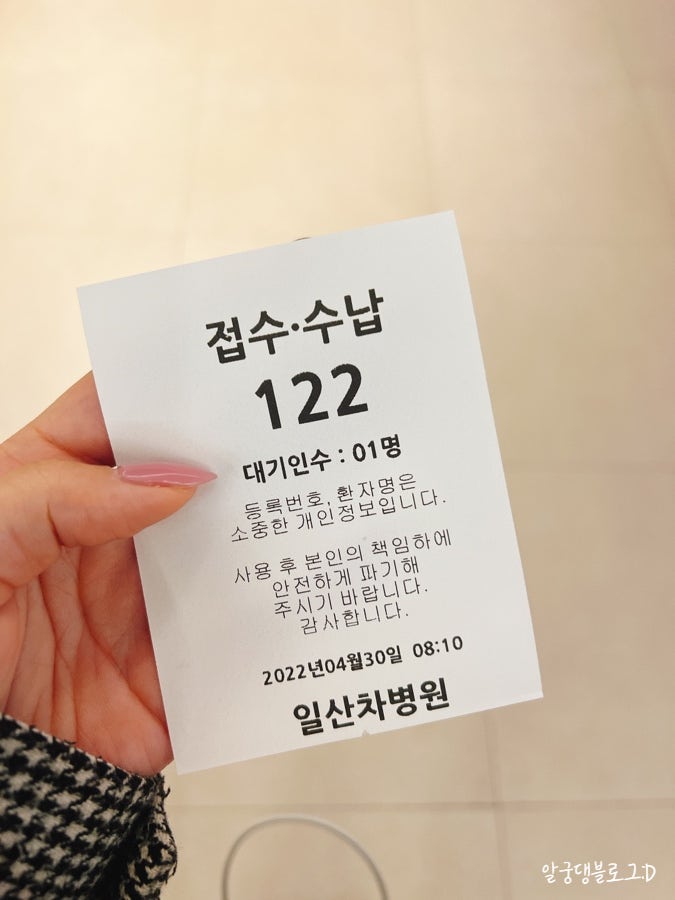 접수·수납
122
대기인수 : 01명
등록번호, 환자명은
소중한 개인정보입니다.
사용 후 본인의 책임하에
안전하게 파기해
주시기 바랍니다.
감사합니다.
2022년04월30일 08:10
일산차병원
알궁댕블로그:D